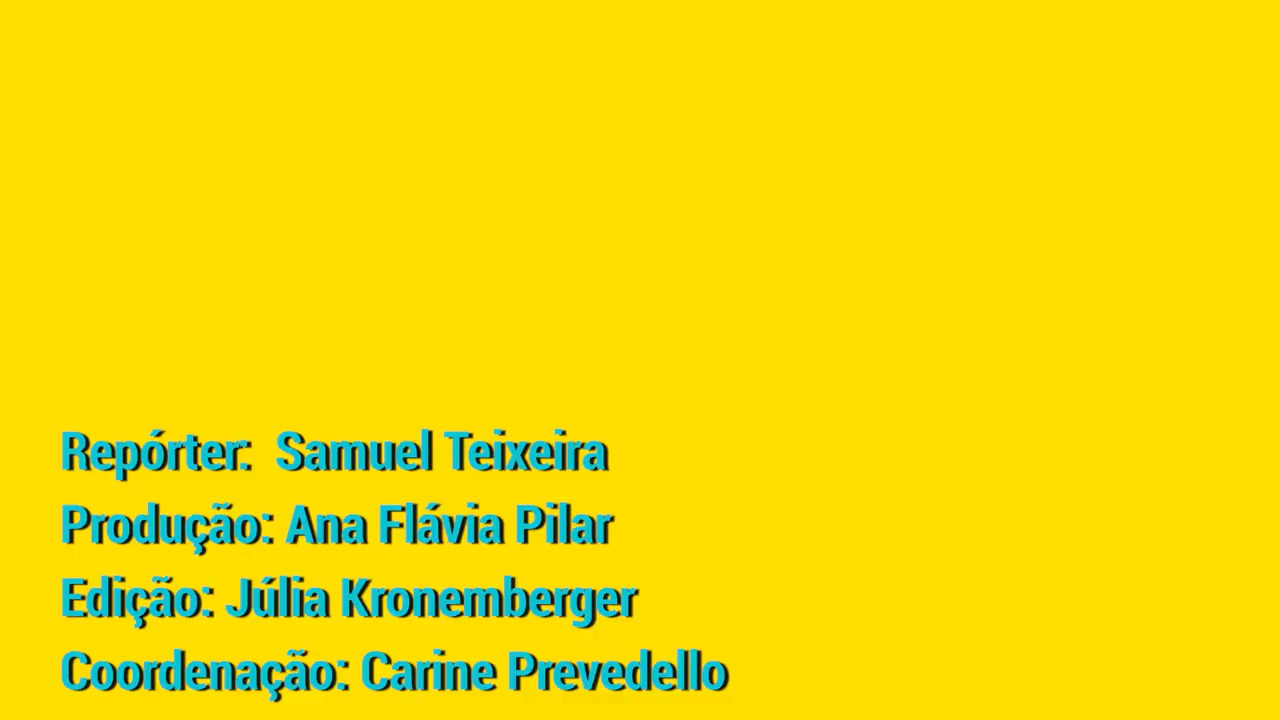 Repórter: Samuel Teixeira
Produção: Ana Flávia Pilar
Edição: Júlia Kronemberger
Coordenação: Carine Prevedello